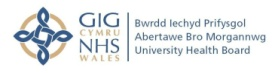 GIG
CYMRU
NHS
WALES
Bwrdd Iechyd Prifysgol
Abertawe Bro Morgannwg
University Health Board